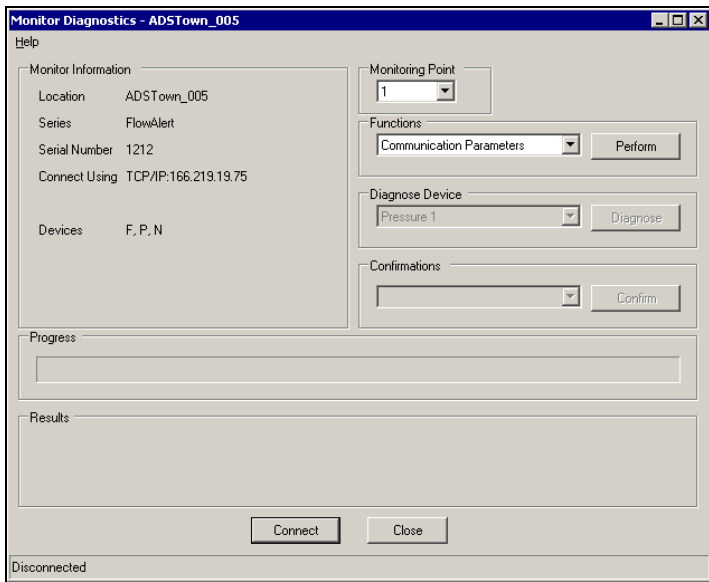 Monitor Diagnostics - ADSTown_005
Help
Monitor Information
Location ADSTown_005
Series FlowAlert
Serial Number 1212
Connect Using TCP/IP:166.219.19.75
Devices F, P, N
Monitoring Point
1
Functions
Communication Parameters Perform
Diagnose Device
Pressure 1 Diagnose
Confirmations
Confirm
Progress
Results
Connect Close
Disconnected